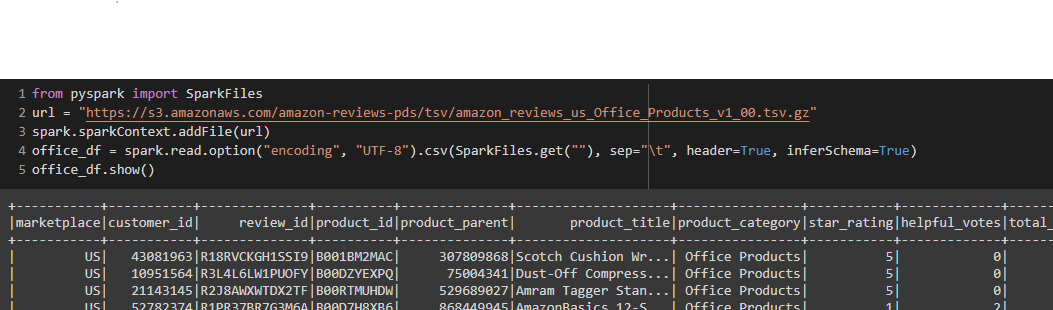 1 from pyspark import SparkFiles
2 url = "https://s3.amazonaws.com/amazon-reviews-pds/tsv/amazon_reviews_us_Office_Products_v1_00.tsv.gz"
3 spark.sparkContext.addFile(url)
4 office_df = spark.read.option("encoding", "UTF-8").csv(SparkFiles.get(""), sep="\t", header=True, inferSchema=True)
5 office_df.show()
+-----------+-----------+--------------+----------+--------------+--------------------+----------------+-----------+-------------+------
|marketplace|customer_id|     review_id|product_id|product_parent|       product_title|product_category|star_rating|helpful_votes|total_
+-----------+-----------+--------------+----------+--------------+--------------------+----------------+-----------+-------------+------
|         US|   43081963|R18RVCKGH1SSI9|B001BM2MAC|     307809868|Scotch Cushion Wr...| Office Products|          5|            0|
|         US|   10951564|R3L4L6LW1PUOFY|B00DZYEXPQ|      75004341|Dust-Off Compress...| Office Products|          5|            0|
|         US|   21143145|R2J8AWXWTDX2TF|B00RTMUHDW|     529689027|Amram Tagger Stan...| Office Products|          5|            0|
|         US|   52782374|R1PR37BR7G3M6A|B00D7H8XB6|     868449945|AmazonBasics 12-S...| Office Products|          1|            2|